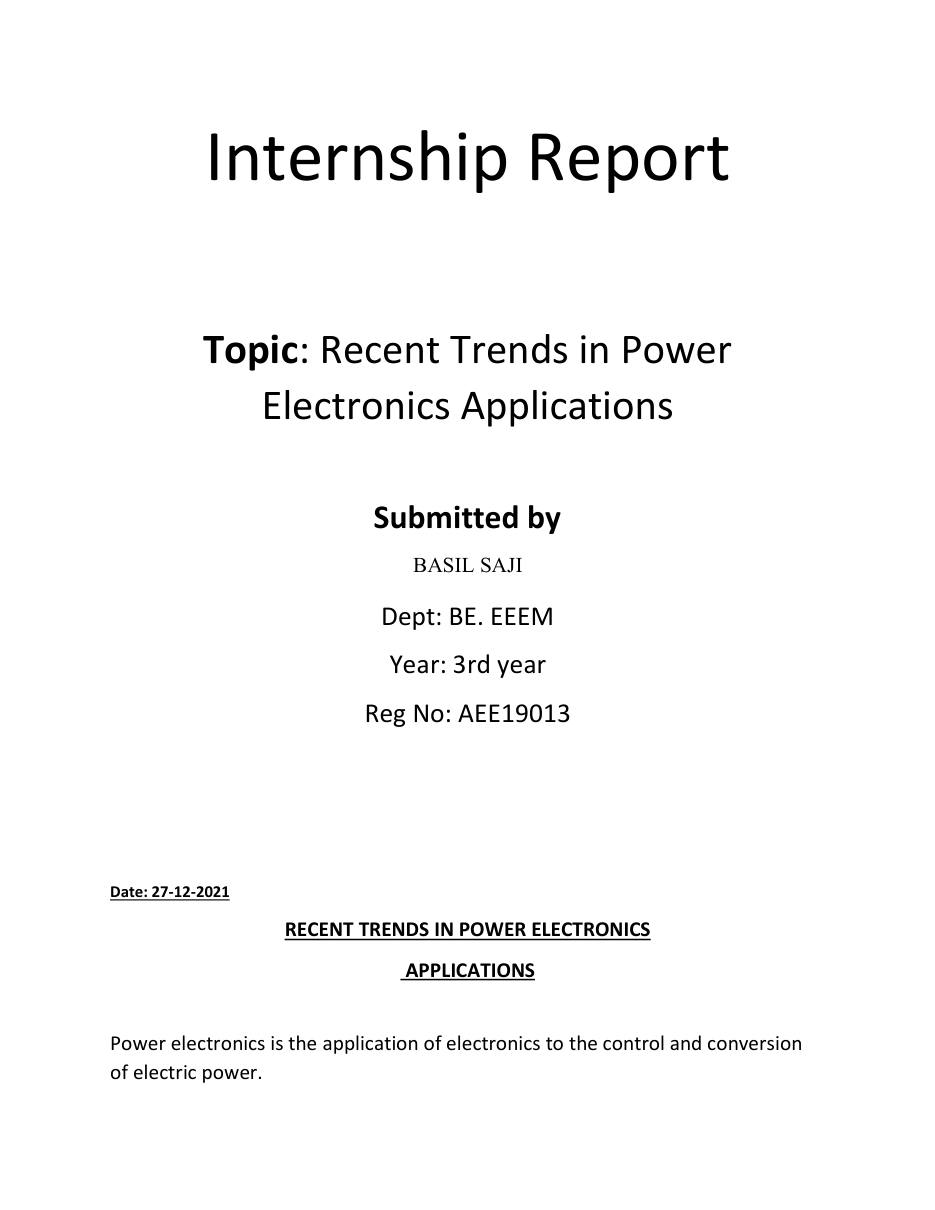 Internship Report
Topic: Recent Trends in Power
Electronics Applications
Submitted by
BASIL SAJI
Dept: BE. EEEM
Year: 3rd year
Reg No: AEE19013
Date: 27-12-2021
RECENT TRENDS IN POWER ELECTRONICS
APPLICATIONS
Power electronics is the application of electronics to the control and conversion
of electric power.